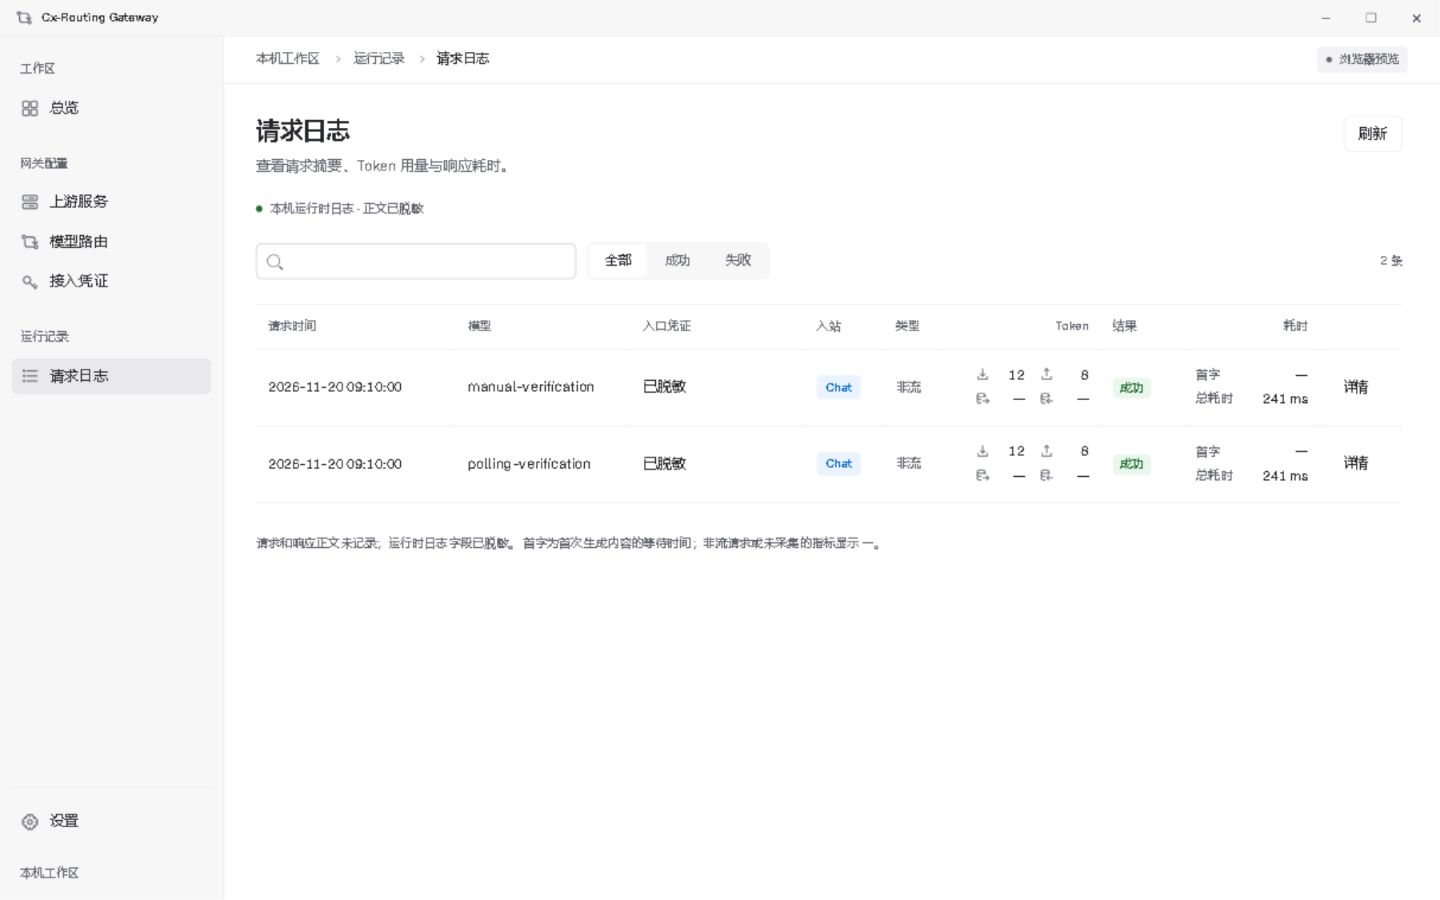 Cx-Routing Gateway
工作区
总览
网关配置
上游服务
模型路由
接入凭证
运行记录
请求日志
设置
本机工作区
本机工作区 › 运行记录 › 请求日志
浏览器预览
请求日志
刷新
查看请求摘要、Token 用量与响应耗时。
本机运行时日志 · 正文已脱敏
全部 成功 失败
2 条
请求时间 模型 入口凭证 入站 类型 Token 结果 耗时
2026-11-20 09:10:00 manual-verification 已脱敏 Chat 非流 12 8 — — 成功 首字 — 总耗时 241 ms 详情
2026-11-20 09:10:00 polling-verification 已脱敏 Chat 非流 12 8 — — 成功 首字 — 总耗时 241 ms 详情
请求和响应正文未记录；运行时日志字段已脱敏。 首字为首次生成内容的等待时间；非流请求或未采集的指标显示 —。